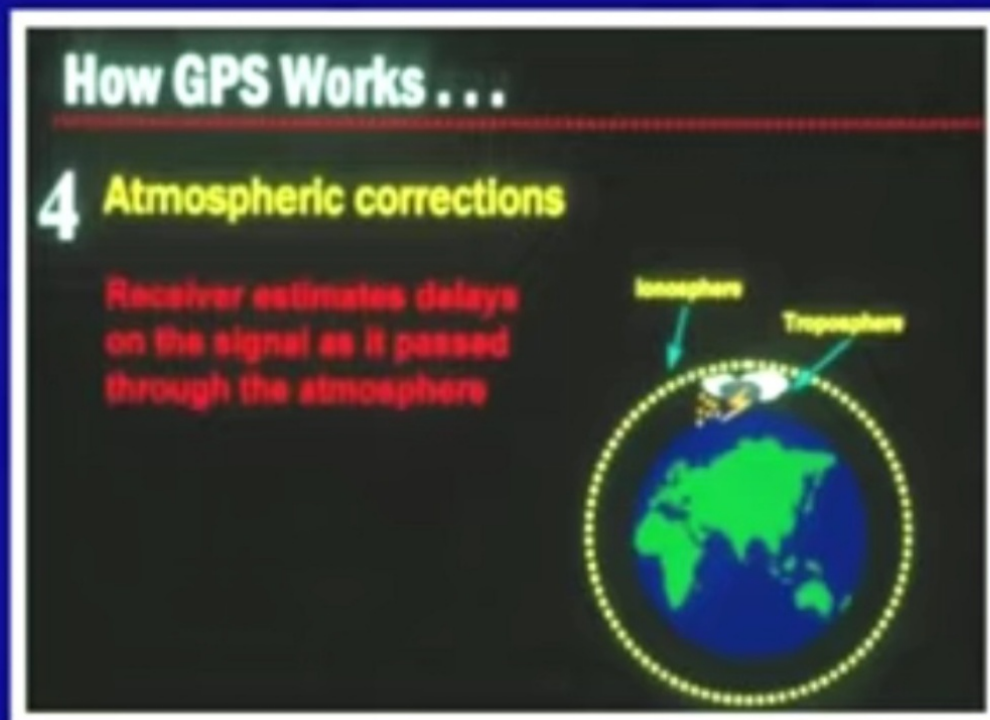 How GPS Works . . .
4 Atmospheric corrections
Receiver estimates delays
on the signal as it passed
through the atmosphere
Ionosphere
Troposphere